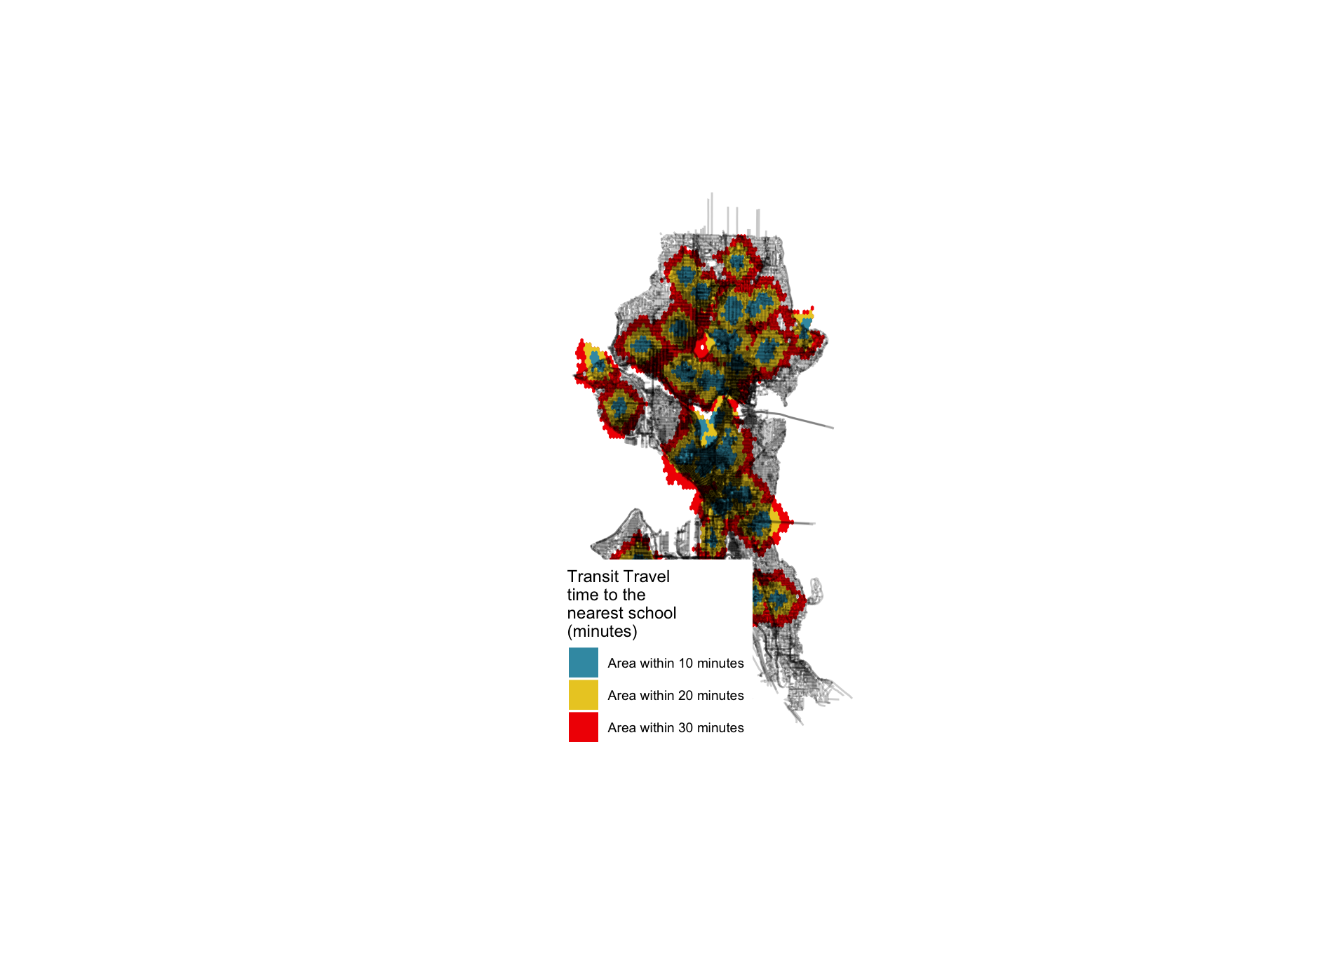 Transit Travel
time to the
nearest school
(minutes)
Area within 10 minutes
Area within 20 minutes
Area within 30 minutes